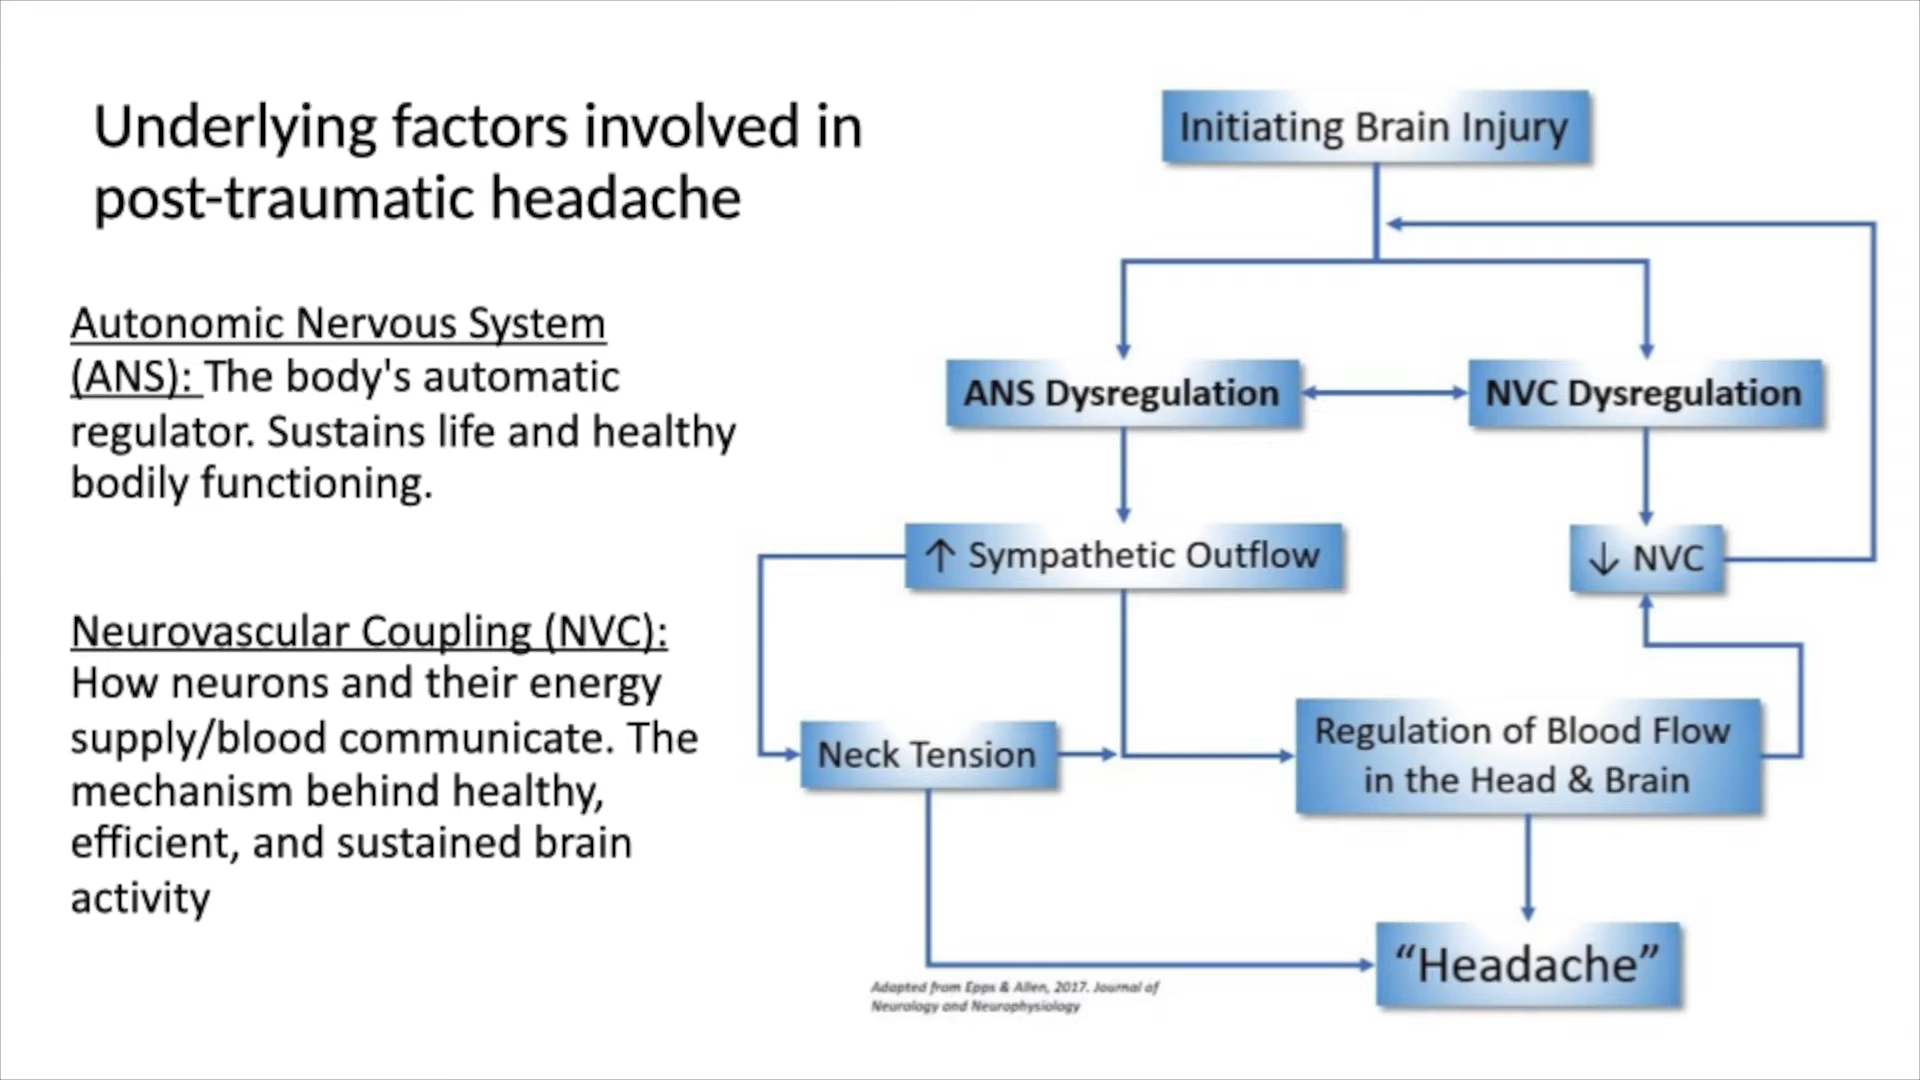 Underlying factors involved in
post-traumatic headache
Autonomic Nervous System
(ANS): The body's automatic
regulator. Sustains life and healthy
bodily functioning.
Neurovascular Coupling (NVC):
How neurons and their energy
supply/blood communicate. The
mechanism behind healthy,
efficient, and sustained brain
activity
Initiating Brain Injury
ANS Dysregulation
NVC Dysregulation
↑ Sympathetic Outflow
↓ NVC
Neck Tension
Regulation of Blood Flow
in the Head & Brain
“Headache”
Adapted from Epps & Allen, 2017. Journal of
Neurology and Neurophysiology